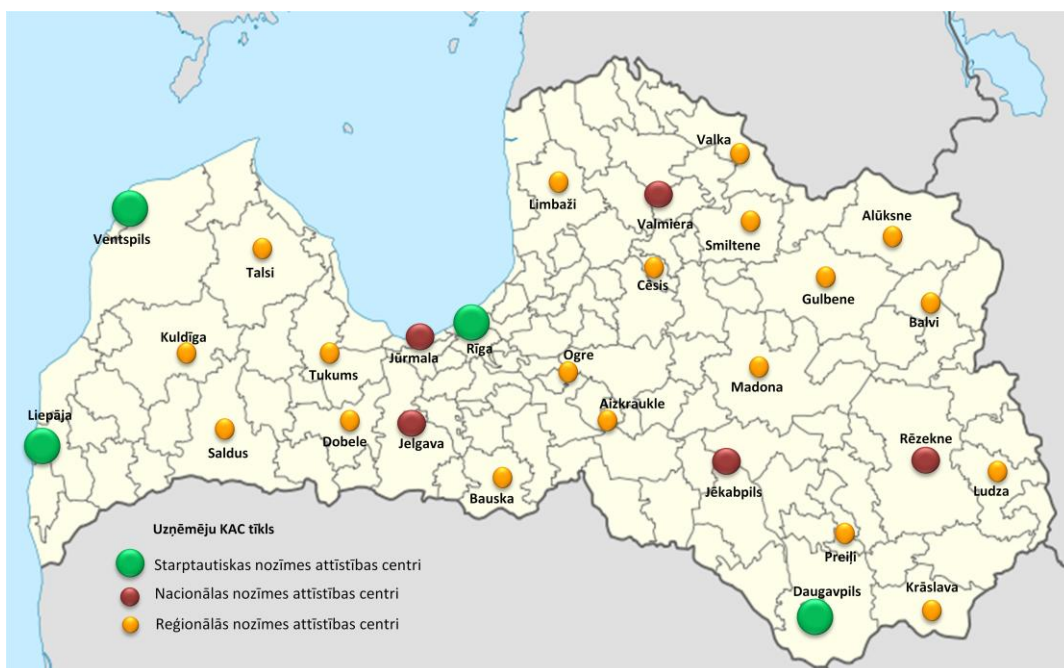 Valka
Limbaži
Valmiera
Smiltene
Alūksne
Ventspils
Talsi
Cēsis
Gulbene
Balvi
Kuldīga
Jūrmala
Rīga
Tukums
Ogre
Madona
Liepāja
Aizkraukle
Saldus
Dobele
Jelgava
Rēzekne
Bauska
Jēkabpils
Ludza
Uzņēmēju KAC tīkls
Preiļi
Starptautiskas nozīmes attīstības centri
Daugavpils
Krāslava
Nacionālas nozīmes attīstības centri
Reģionālās nozīmes attīstības centri